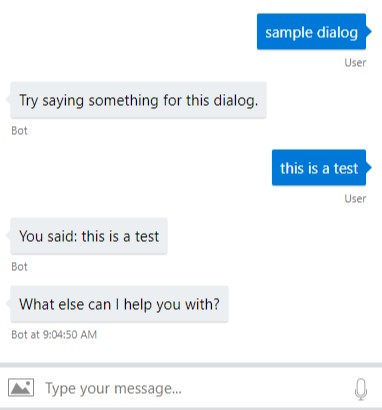 sample dialog
User
Try saying something for this dialog.
Bot
this is a test
User
You said: this is a test
Bot
What else can I help you with?
Bot at 9:04:50 AM
Type your message...